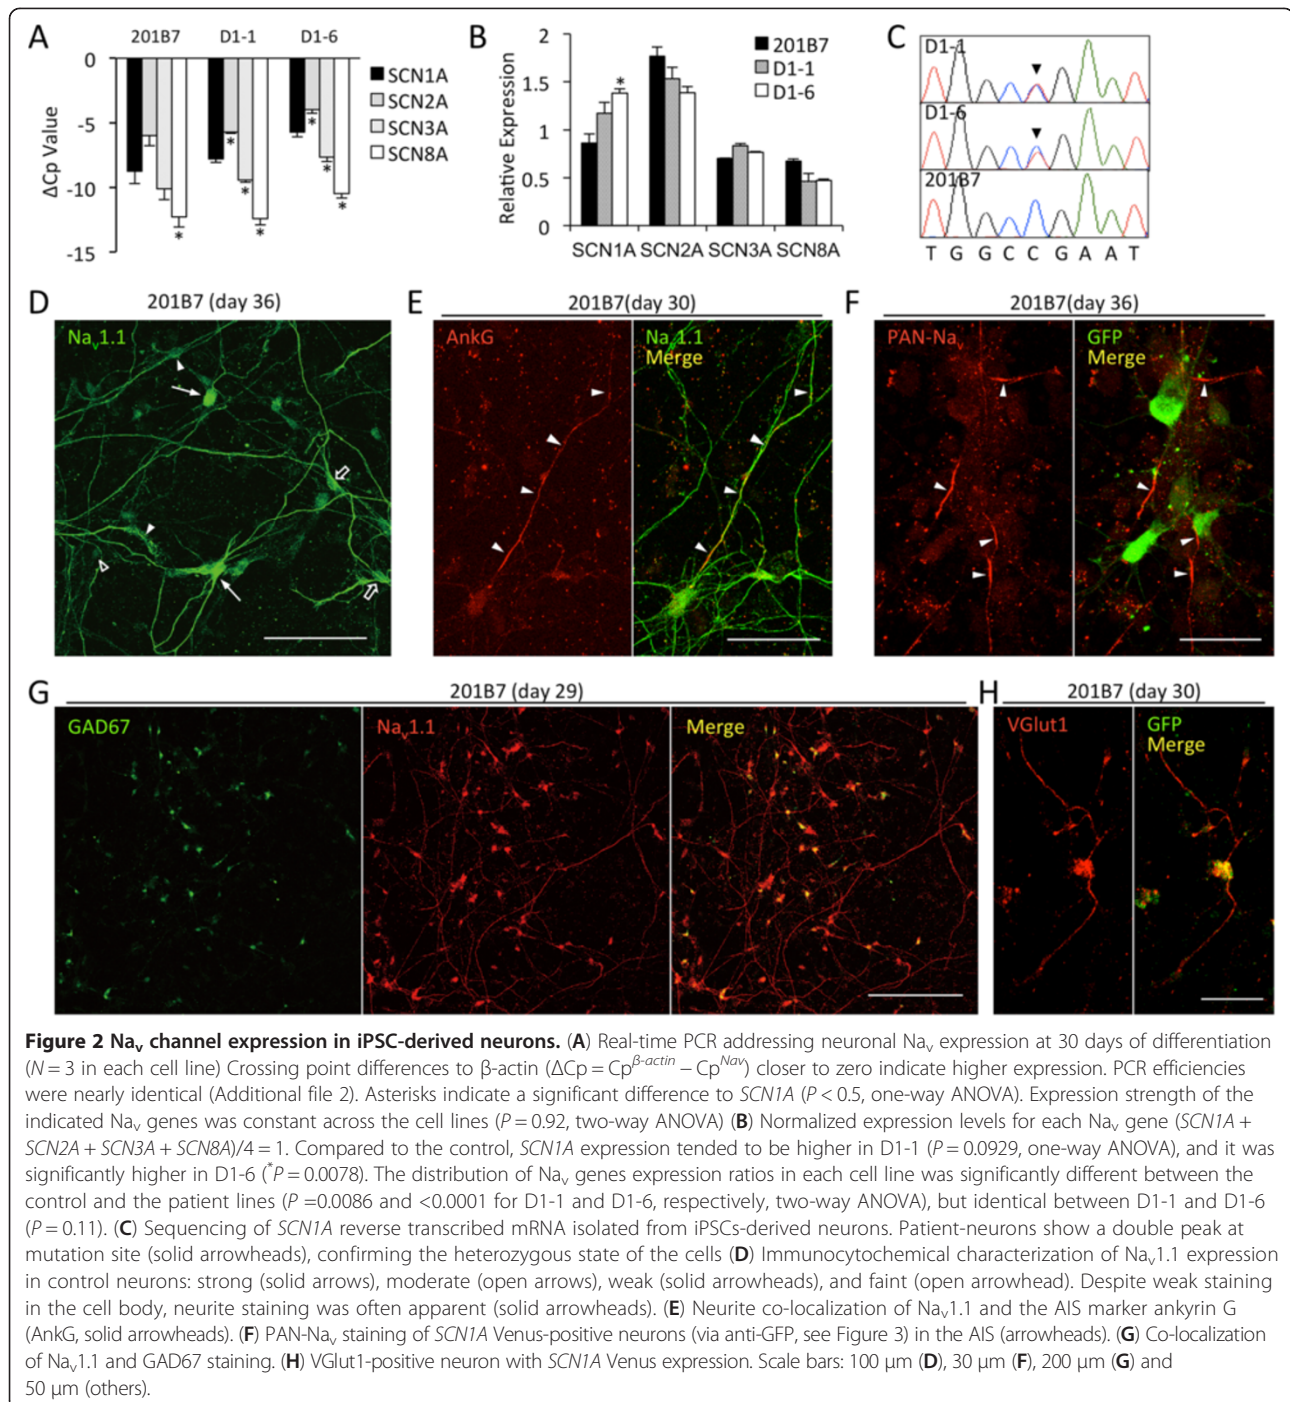 A
201B7 D1-1 D1-6
0
-5
-10
-15
ΔCp Value
SCN1A
SCN2A
SCN3A
SCN8A
* * * * * * *
B
2
1.5
1
0.5
0
Relative Expression
*
201B7
D1-1
D1-6
SCN1A SCN2A SCN3A SCN8A
C
D1-1
D1-6
201B7
T G G C C G A A T
D
201B7 (day 36)
Nav1.1
E
201B7(day 30)
AnkG
Nav1.1
Merge
F
201B7(day 36)
PAN-Nav
GFP
Merge
G
201B7 (day 29)
GAD67
Nav1.1
Merge
H
201B7 (day 30)
VGlut1
GFP
Merge
Figure 2 Nav channel expression in iPSC-derived neurons. (A) Real-time PCR addressing neuronal Nav expression at 30 days of differentiation
(N = 3 in each cell line) Crossing point differences to β-actin (ΔCp = Cp^β-actin − Cp^Nav) closer to zero indicate higher expression. PCR efficiencies
were nearly identical (Additional file 2). Asterisks indicate a significant difference to SCN1A (P < 0.5, one-way ANOVA). Expression strength of the
indicated Nav genes was constant across the cell lines (P = 0.92, two-way ANOVA) (B) Normalized expression levels for each Nav gene (SCN1A +
SCN2A + SCN3A + SCN8A)/4 = 1. Compared to the control, SCN1A expression tended to be higher in D1-1 (P = 0.0929, one-way ANOVA), and it was
significantly higher in D1-6 (*P = 0.0078). The distribution of Nav genes expression ratios in each cell line was significantly different between the
control and the patient lines (P =0.0086 and <0.0001 for D1-1 and D1-6, respectively, two-way ANOVA), but identical between D1-1 and D1-6
(P = 0.11). (C) Sequencing of SCN1A reverse transcribed mRNA isolated from iPSCs-derived neurons. Patient-neurons show a double peak at
mutation site (solid arrowheads), confirming the heterozygous state of the cells (D) Immunocytochemical characterization of Nav1.1 expression
in control neurons: strong (solid arrows), moderate (open arrows), weak (solid arrowheads), and faint (open arrowhead). Despite weak staining
in the cell body, neurite staining was often apparent (solid arrowheads). (E) Neurite co-localization of Nav1.1 and the AIS marker ankyrin G
(AnkG, solid arrowheads). (F) PAN-Nav staining of SCN1A Venus-positive neurons (via anti-GFP, see Figure 3) in the AIS (arrowheads). (G) Co-localization
of Nav1.1 and GAD67 staining. (H) VGlut1-positive neuron with SCN1A Venus expression. Scale bars: 100 μm (D), 30 μm (F), 200 μm (G) and
50 μm (others).